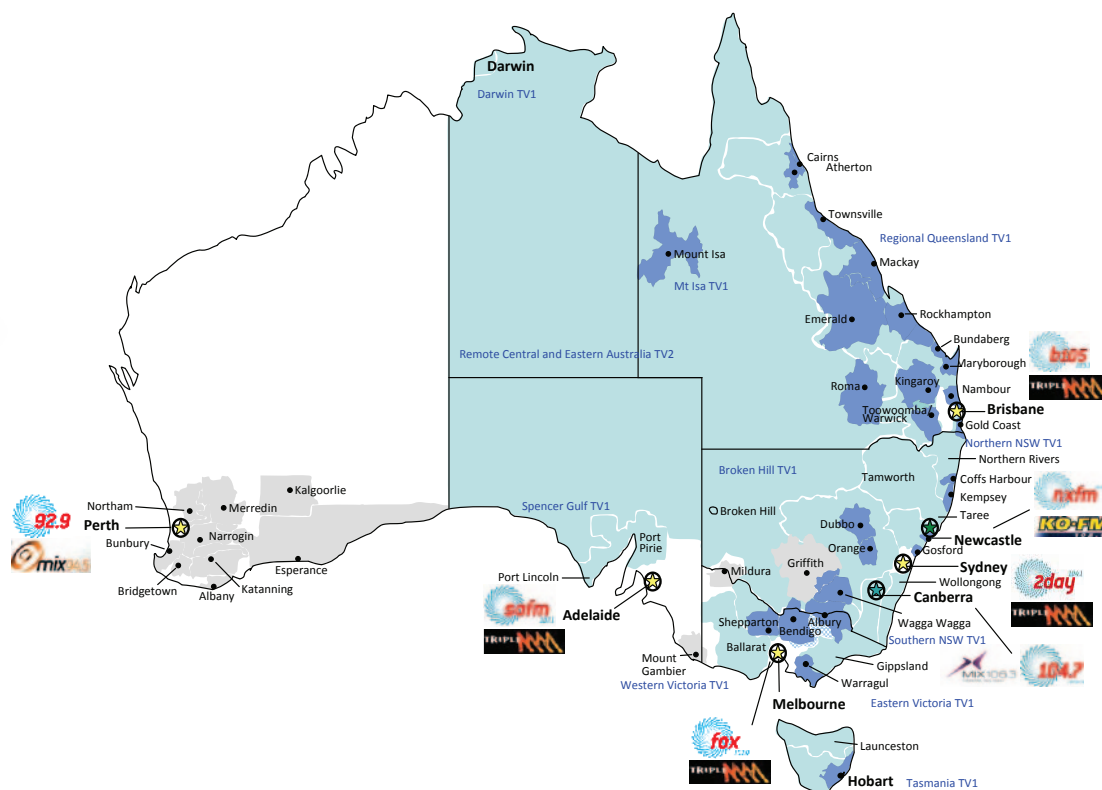 Darwin
Darwin TV1
Cairns
Atherton
Townsville
Regional Queensland TV1
Mount Isa
Mackay
Mt Isa TV1
Emerald
Rockhampton
Bundaberg
Remote Central and Eastern Australia TV2
Maryborough
b105
TRIPLE
Roma
Kingaroy
Nambour
Toowoomba/
Warwick
Brisbane
Gold Coast
Northern NSW TV1
Northern Rivers
Broken Hill TV1
Tamworth
Coffs Harbour
Kempsey
nxfm
Kalgoorlie
Northam
Merredin
Spencer Gulf TV1
Broken Hill
Taree
92.9
Perth
Dubbo
Newcastle
KO·FM
Narrogin
Port
Pirie
Orange
Gosford
Bunbury
mix94.5
Griffith
Sydney
Mildura
Port Lincoln
Esperance
Wollongong
2day
Bridgetown
Katanning
Albany
Canberra
safm
Adelaide
TRIPLE
Wagga Wagga
TRIPLE
Shepparton
Albury
Bendigo
Southern NSW TV1
Ballarat
Mount
Gambier
Gippsland
MIX106.3
104.7
Western Victoria TV1
Warragul
Melbourne
Eastern Victoria TV1
fox
TRIPLE
Launceston
Hobart
Tasmania TV1